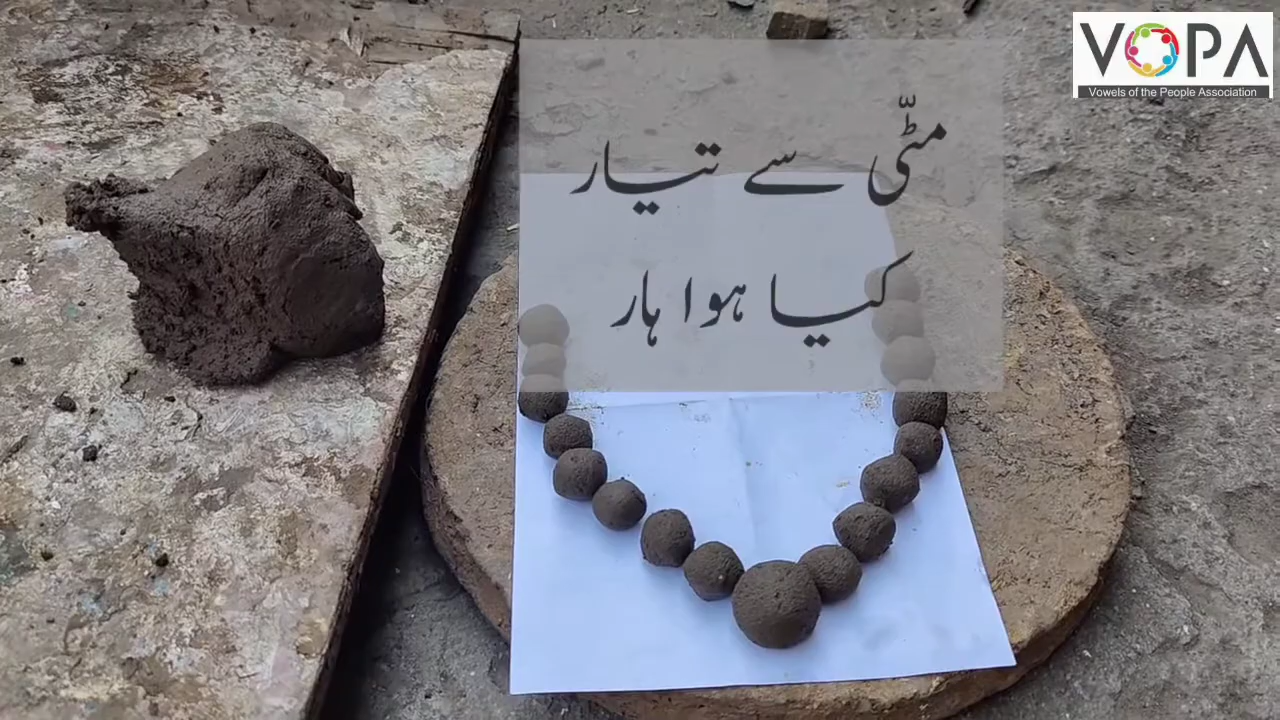 VOPA
Vowels of the People Association
مٹّی سے تیار
کیا ہوا ہار